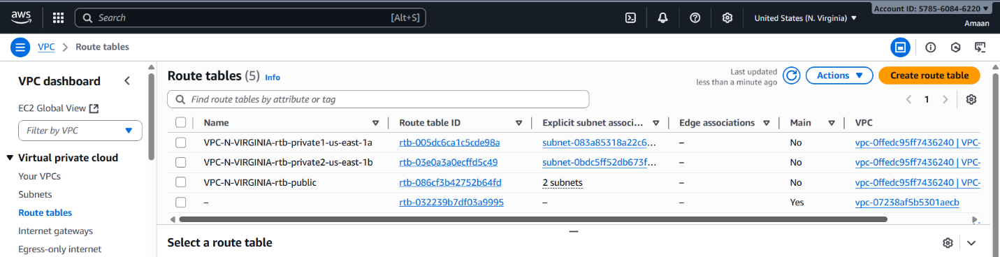 aws Search [Alt+S] United States (N. Virginia) Account ID: 5785-6084-6220
Amaan
VPC Route tables
VPC dashboard
EC2 Global View
Filter by VPC
Virtual private cloud
Your VPCs
Subnets
Route tables
Internet gateways
Egress-only internet
Route tables (5) Info
Last updated
less than a minute ago
Actions
Create route table
Find route tables by attribute or tag
1
Name Route table ID Explicit subnet associ... Edge associations Main VPC
VPC-N-VIRGINIA-rtb-private1-us-east-1a rtb-005dc6ca1c5cde98a subnet-083a85318a22c6... – No vpc-0ffedc95ff7436240 | VPC-
VPC-N-VIRGINIA-rtb-private2-us-east-1b rtb-03e0a3a0ecffd5c49 subnet-0bdc5ff52db673f... – No vpc-0ffedc95ff7436240 | VPC-
VPC-N-VIRGINIA-rtb-public rtb-086cf3b42752b64fd 2 subnets – No vpc-0ffedc95ff7436240 | VPC-
– rtb-032239b7df03a9995 – – Yes vpc-07238af5b5301aecb
Select a route table